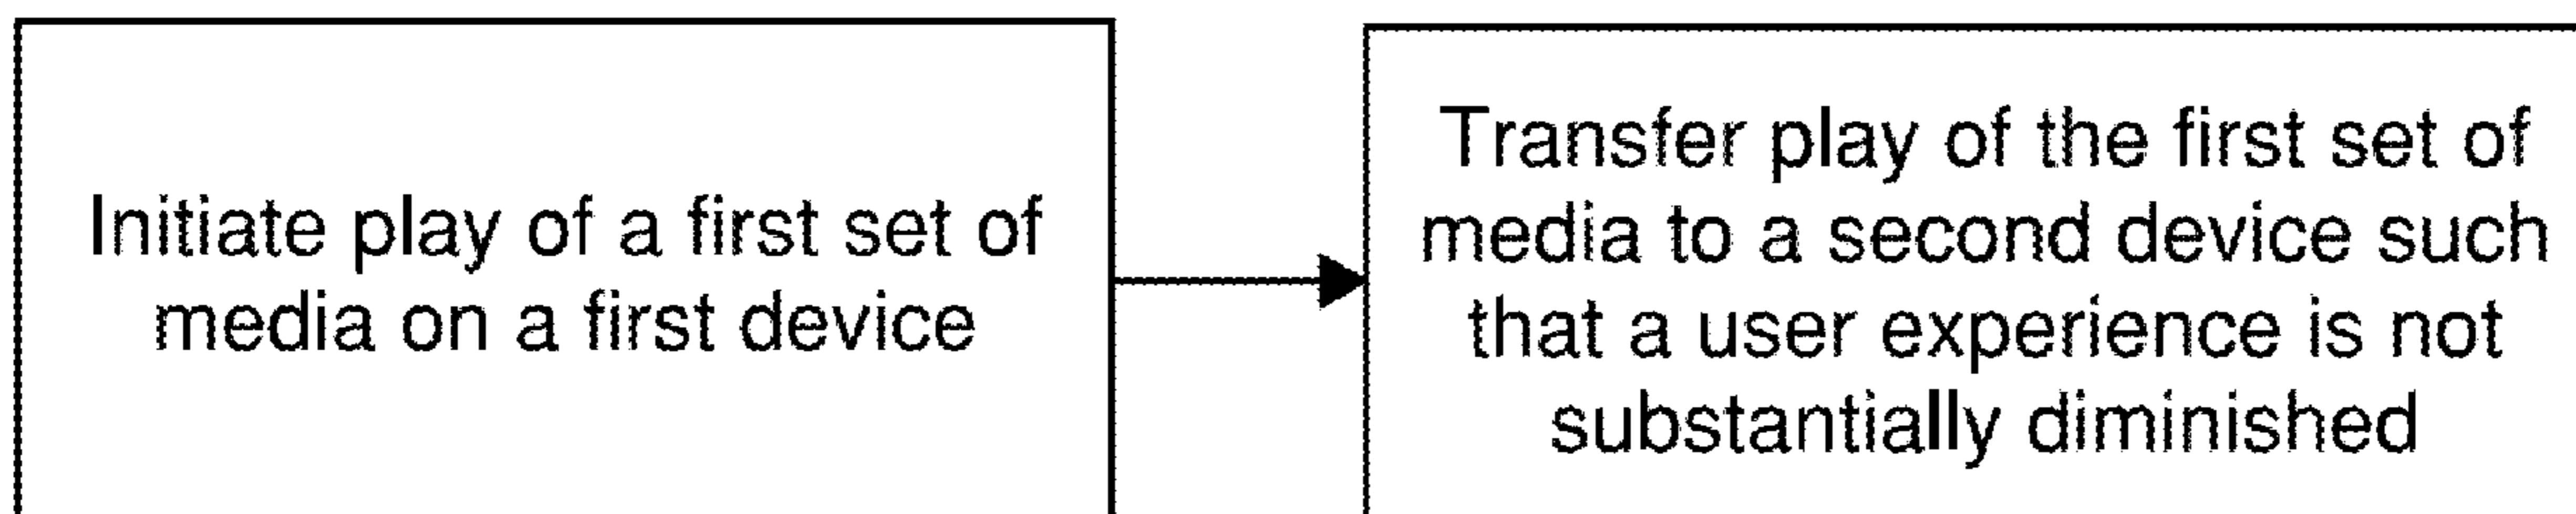 Initiate play of a first set of
media on a first device
Transfer play of the first set of
media to a second device such
that a user experience is not
substantially diminished